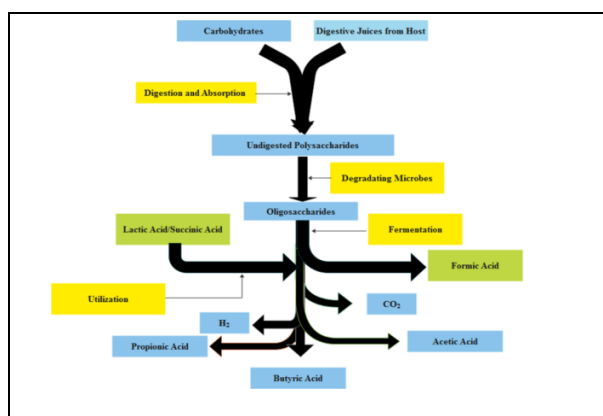 Carbohydrates
Digestive Juices from Host
Digestion and Absorption
Undigested Polysaccharides
Degradating Microbes
Oligosaccharides
Lactic Acid/Succinic Acid
Fermentation
Formic Acid
Utilization
CO₂
H₂
Propionic Acid
Acetic Acid
Butyric Acid